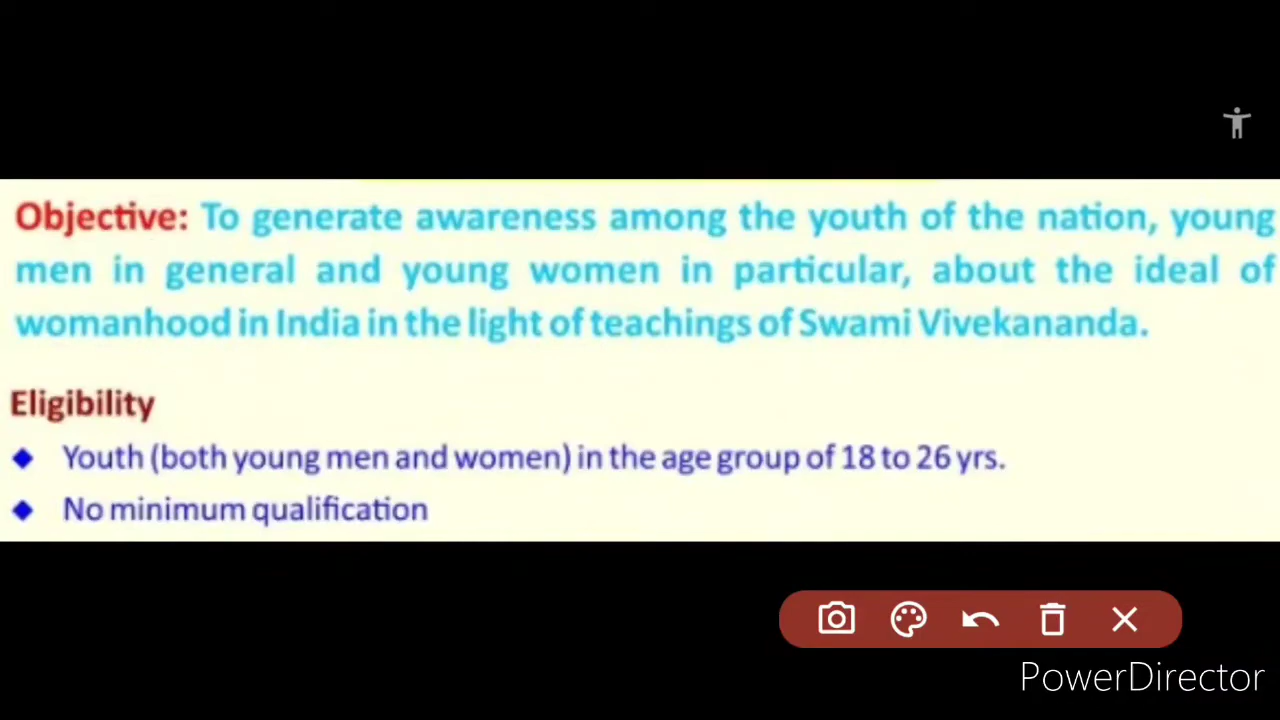 Objective: To generate awareness among the youth of the nation, young
men in general and young women in particular, about the ideal of
womanhood in India in the light of teachings of Swami Vivekananda.
Eligibility
◆ Youth (both young men and women) in the age group of 18 to 26 yrs.
◆ No minimum qualification
PowerDirector